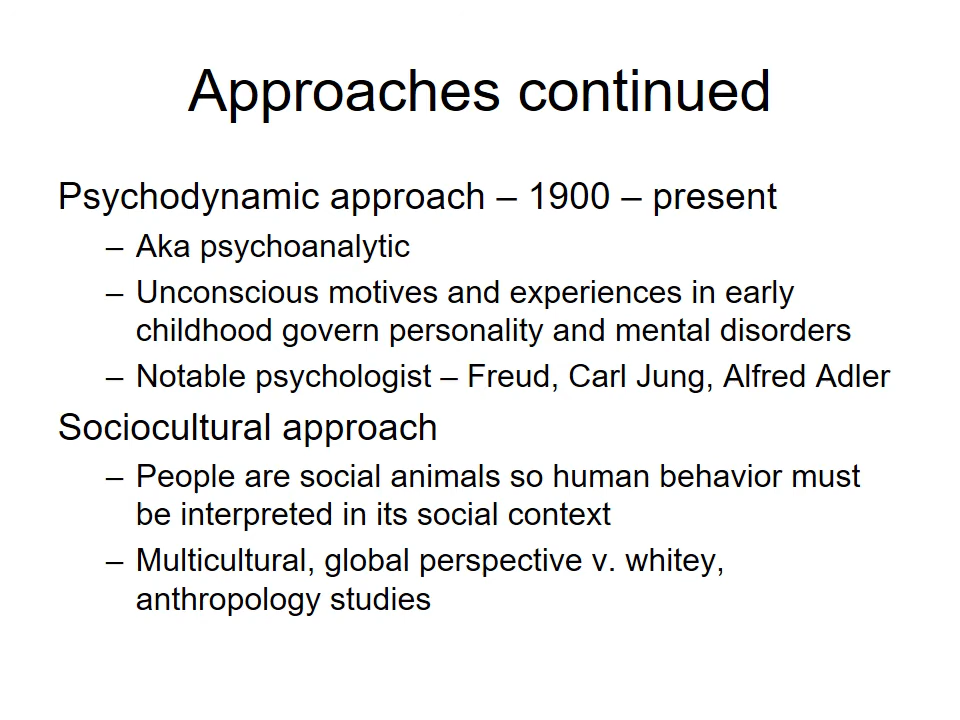 Approaches continued
Psychodynamic approach – 1900 – present
– Aka psychoanalytic
– Unconscious motives and experiences in early
childhood govern personality and mental disorders
– Notable psychologist – Freud, Carl Jung, Alfred Adler
Sociocultural approach
– People are social animals so human behavior must
be interpreted in its social context
– Multicultural, global perspective v. whitey,
anthropology studies